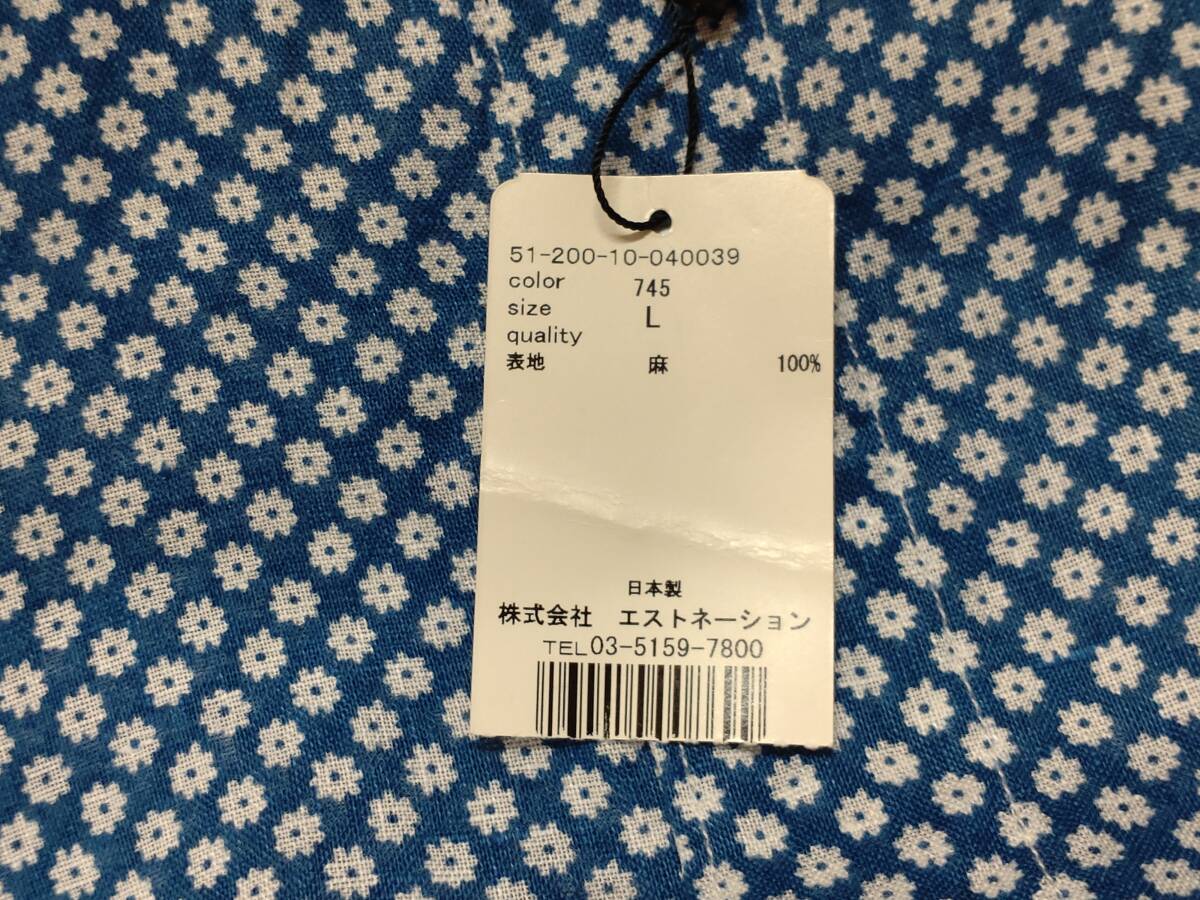 51-200-10-040039
color 745
size L
quality
表地 麻 100%
日本製
株式会社 エストネーション
TEL03-5159-7800